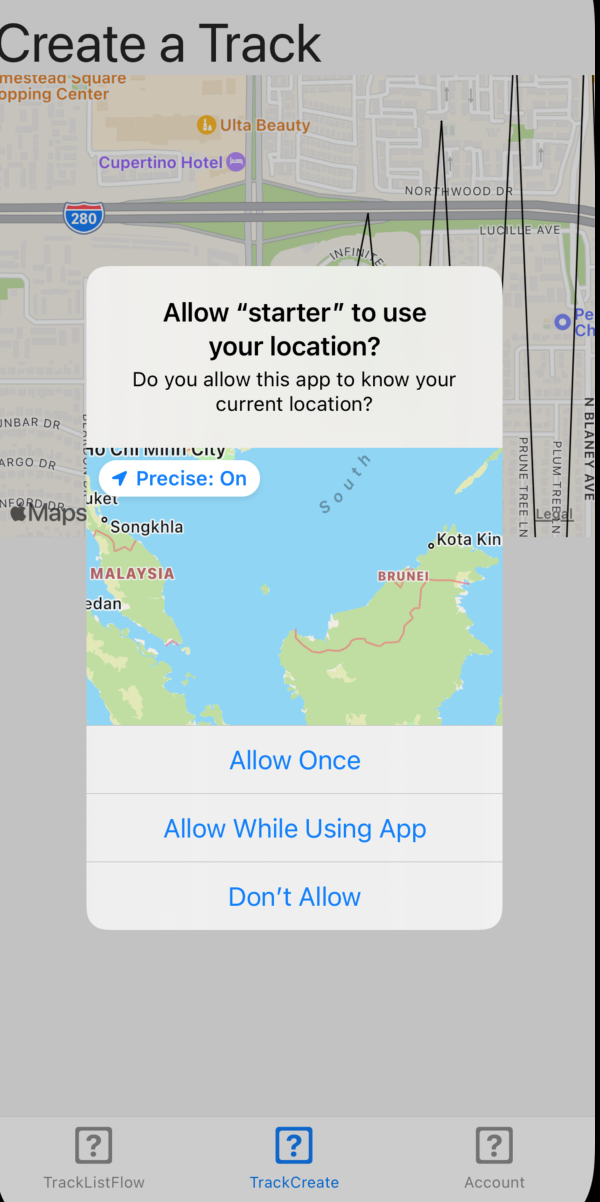 Create a Track
mestead Square
opping Center
Ulta Beauty
Cupertino Hotel
280
NORTHWOOD DR
LUCILLE AVE
INFINITE
Pe
Ch
Allow “starter” to use
your location?
Do you allow this app to know your
current location?
UNBAR DR
ARGO DR
NFORD DR
Maps
N BLANEY AVE
PRUNE TREE LN
PLUM TREE LN
Legal
Ho Chi Minh City
Precise: On
South
uket
Songkhla
Kota Kin
MALAYSIA
BRUNEI
edan
Allow Once
Allow While Using App
Don’t Allow
TrackListFlow
TrackCreate
Account